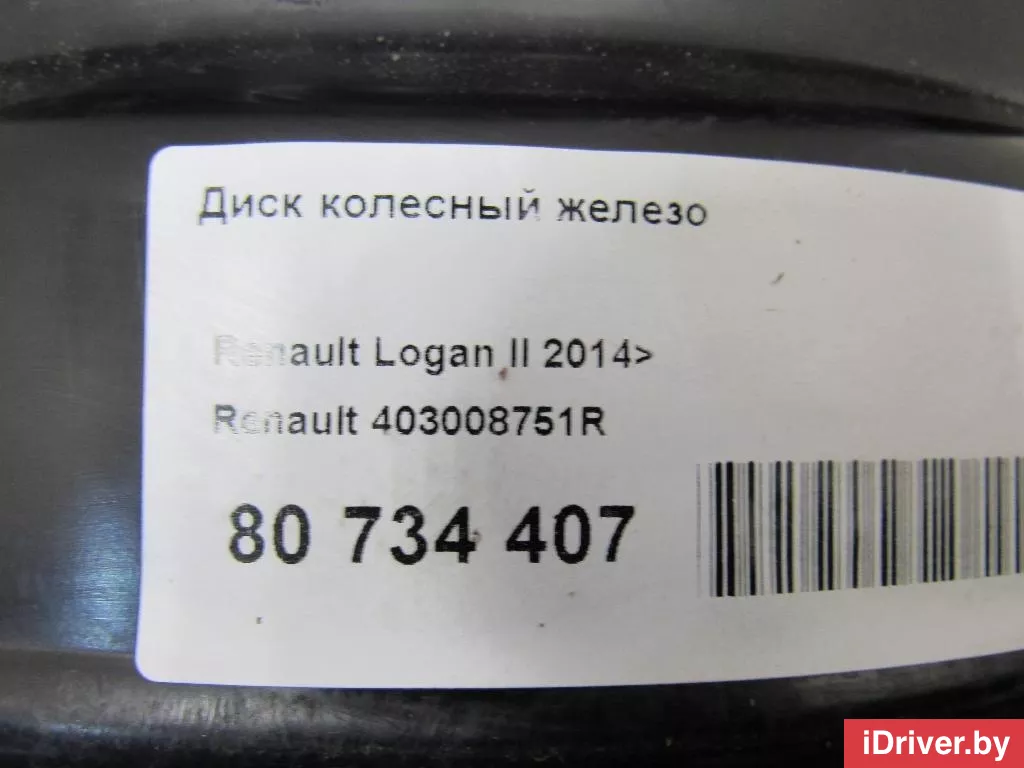 Диск колесный железо
Renault Logan II 2014>
Renault 403008751R
80 734 407
iDriver.by